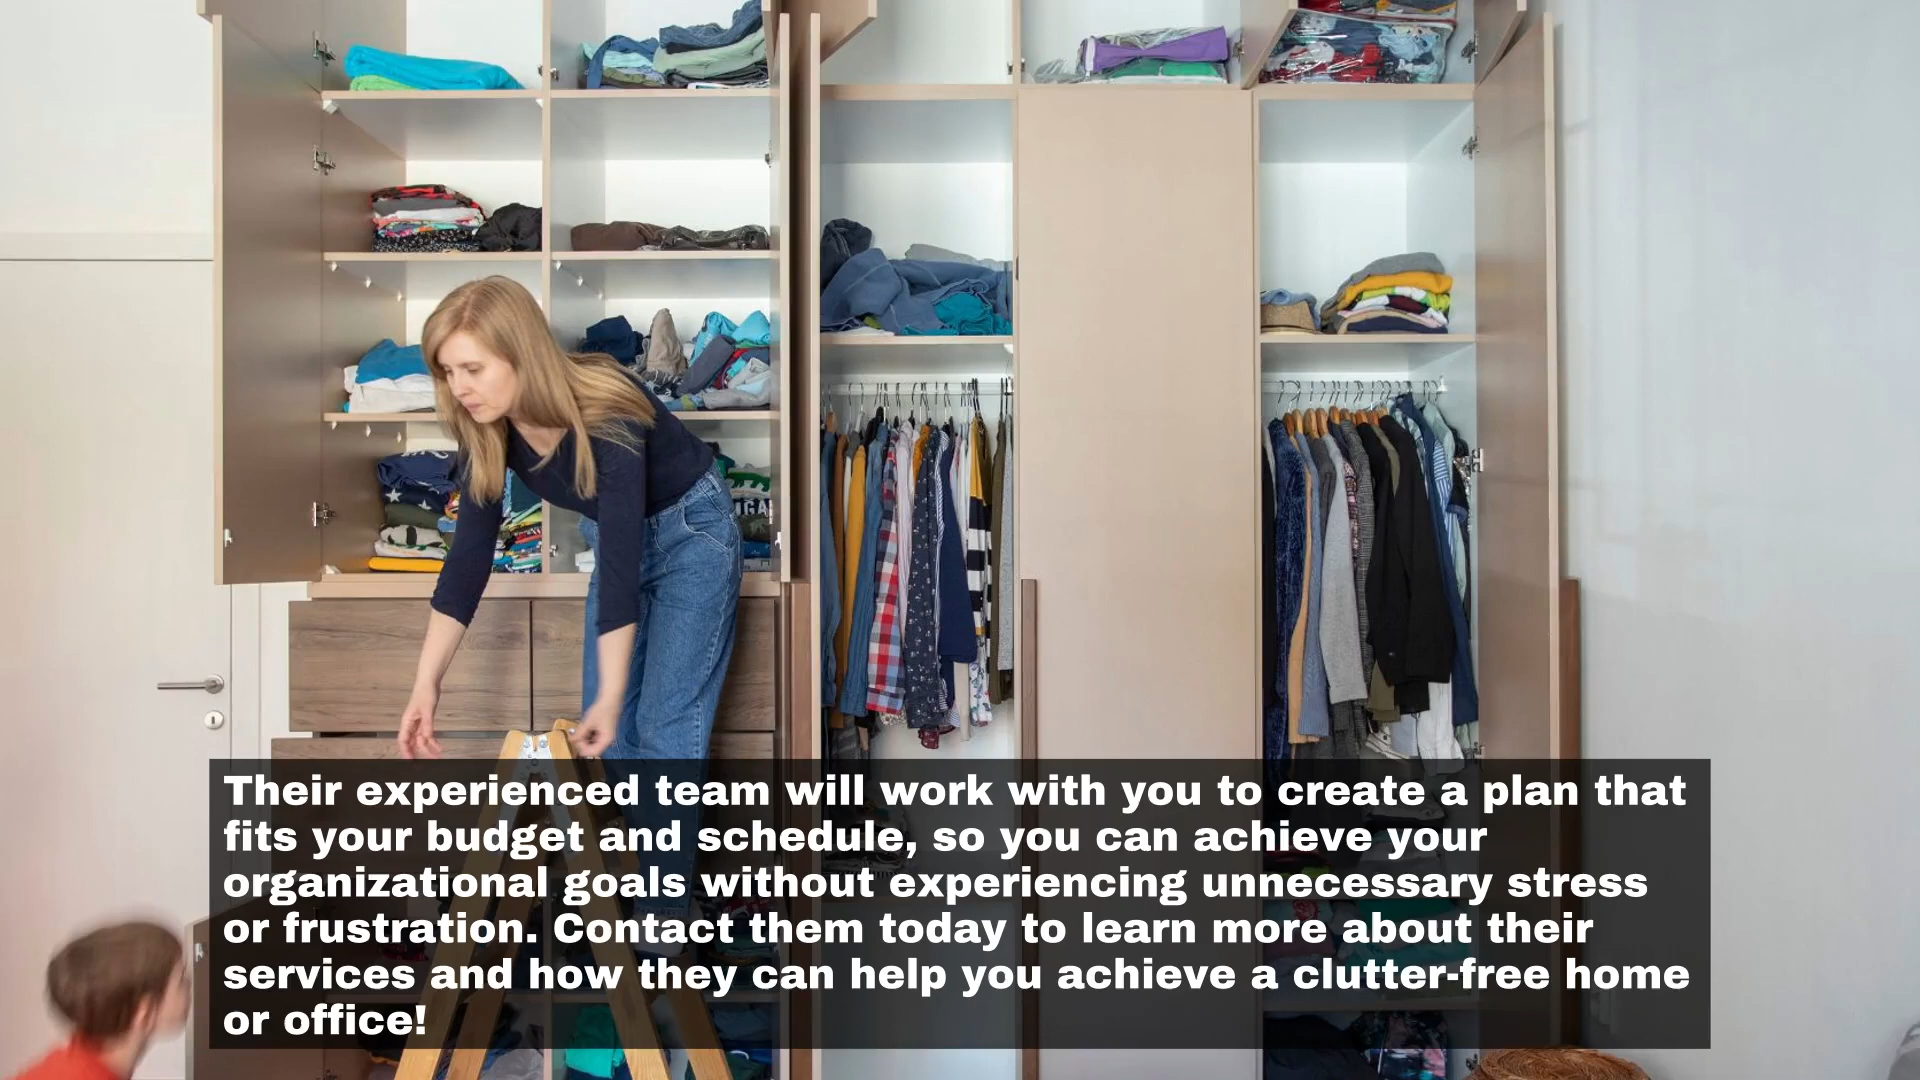 Their experienced team will work with you to create a plan that
fits your budget and schedule, so you can achieve your
organizational goals without experiencing unnecessary stress
or frustration. Contact them today to learn more about their
services and how they can help you achieve a clutter-free home
or office!